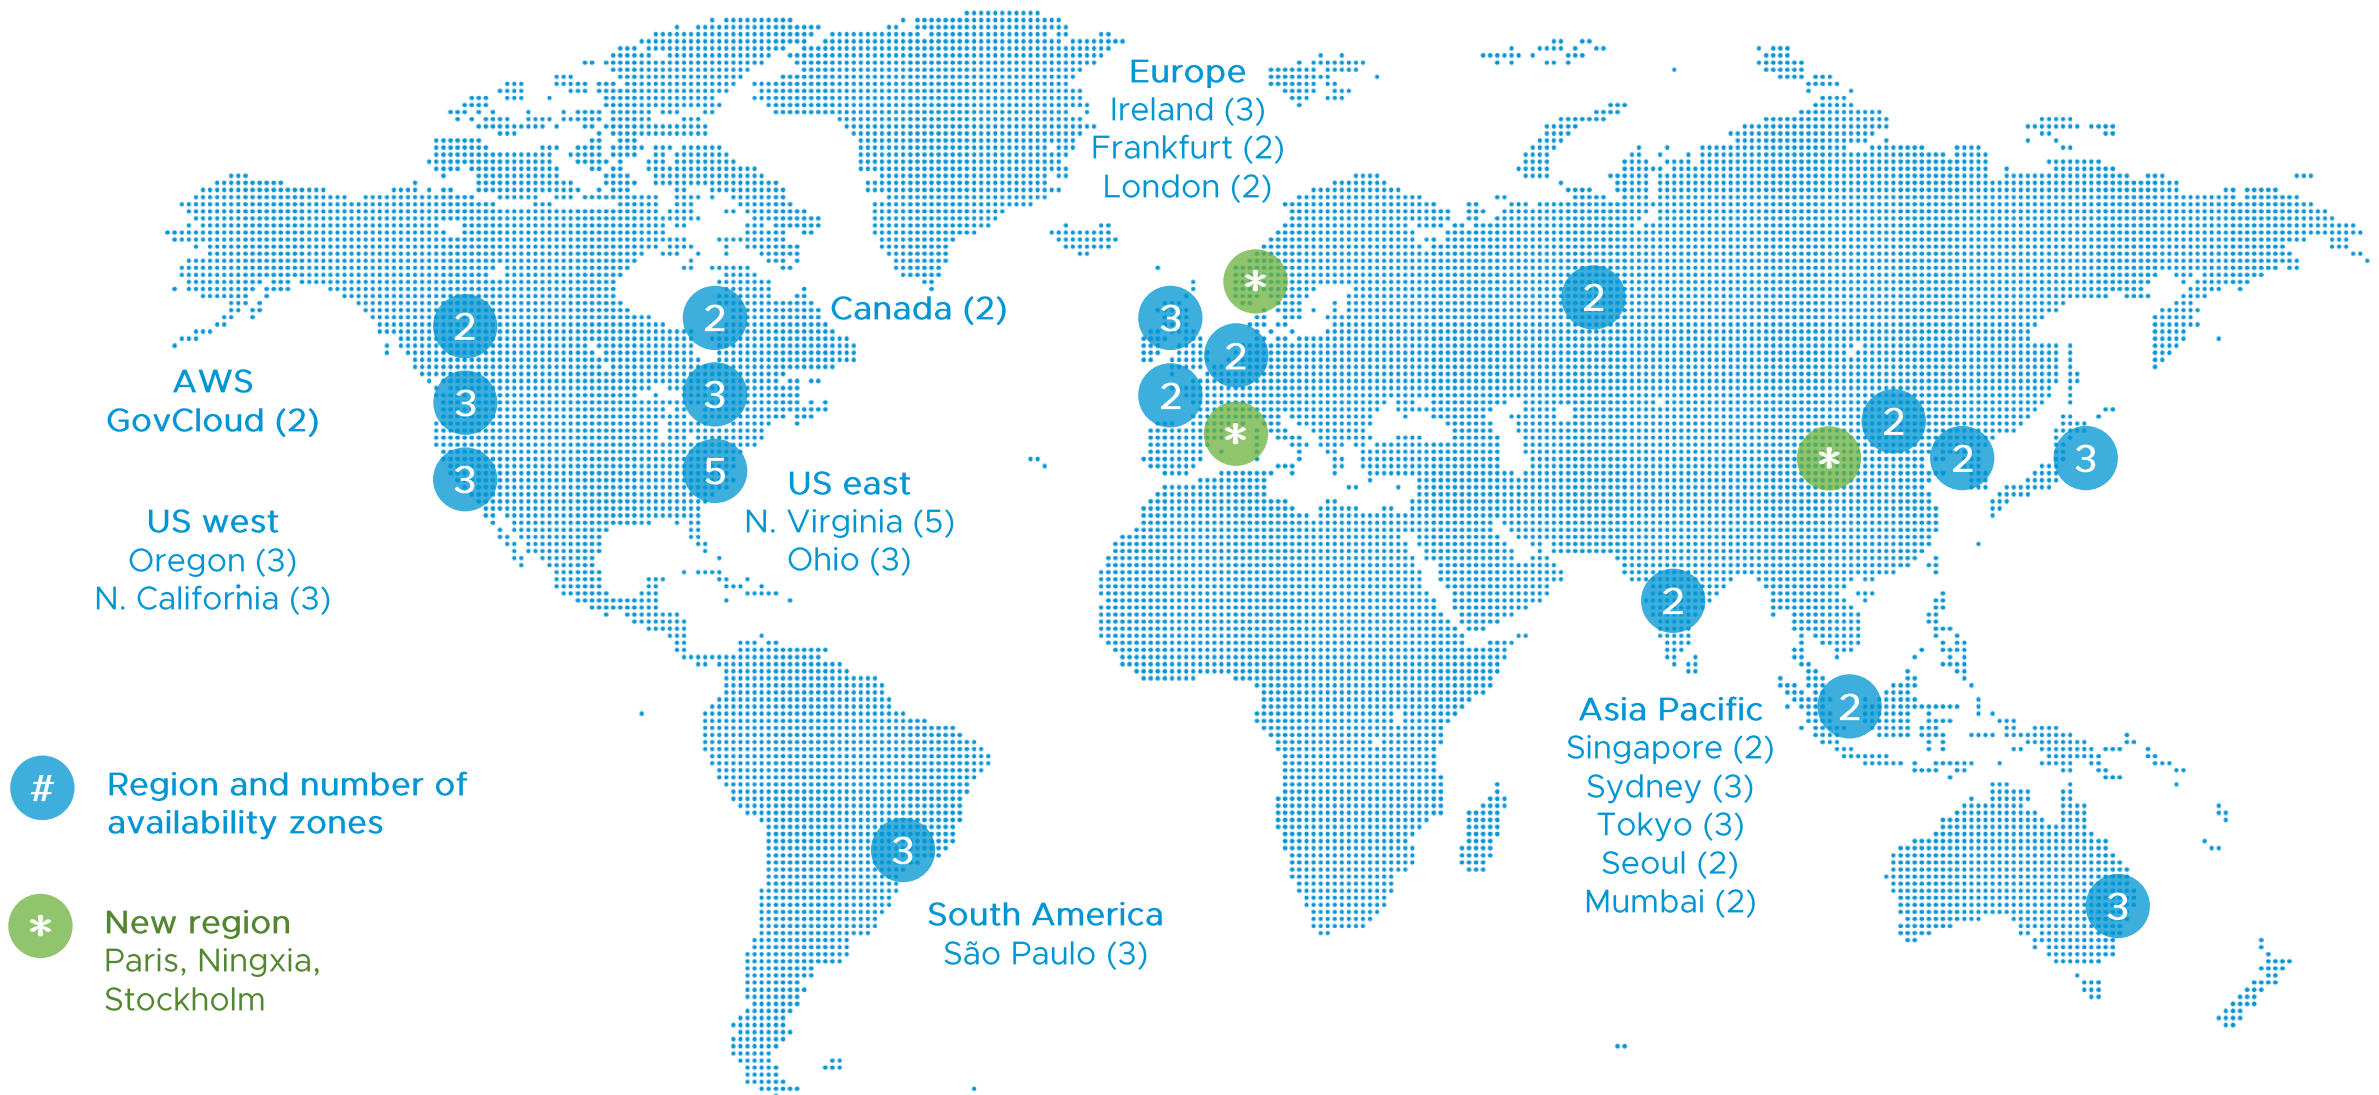 Europe
Ireland (3)
Frankfurt (2)
London (2)
*
2
3
2
2
Canada (2)
3
2
AWS
GovCloud (2)
3
3
2
*
2
*
2
3
3
5
US east
N. Virginia (5)
Ohio (3)
US west
Oregon (3)
N. California (3)
2
2
Asia Pacific
Singapore (2)
Sydney (3)
Tokyo (3)
Seoul (2)
Mumbai (2)
#
Region and number of
availability zones
3
3
South America
São Paulo (3)
*
New region
Paris, Ningxia,
Stockholm